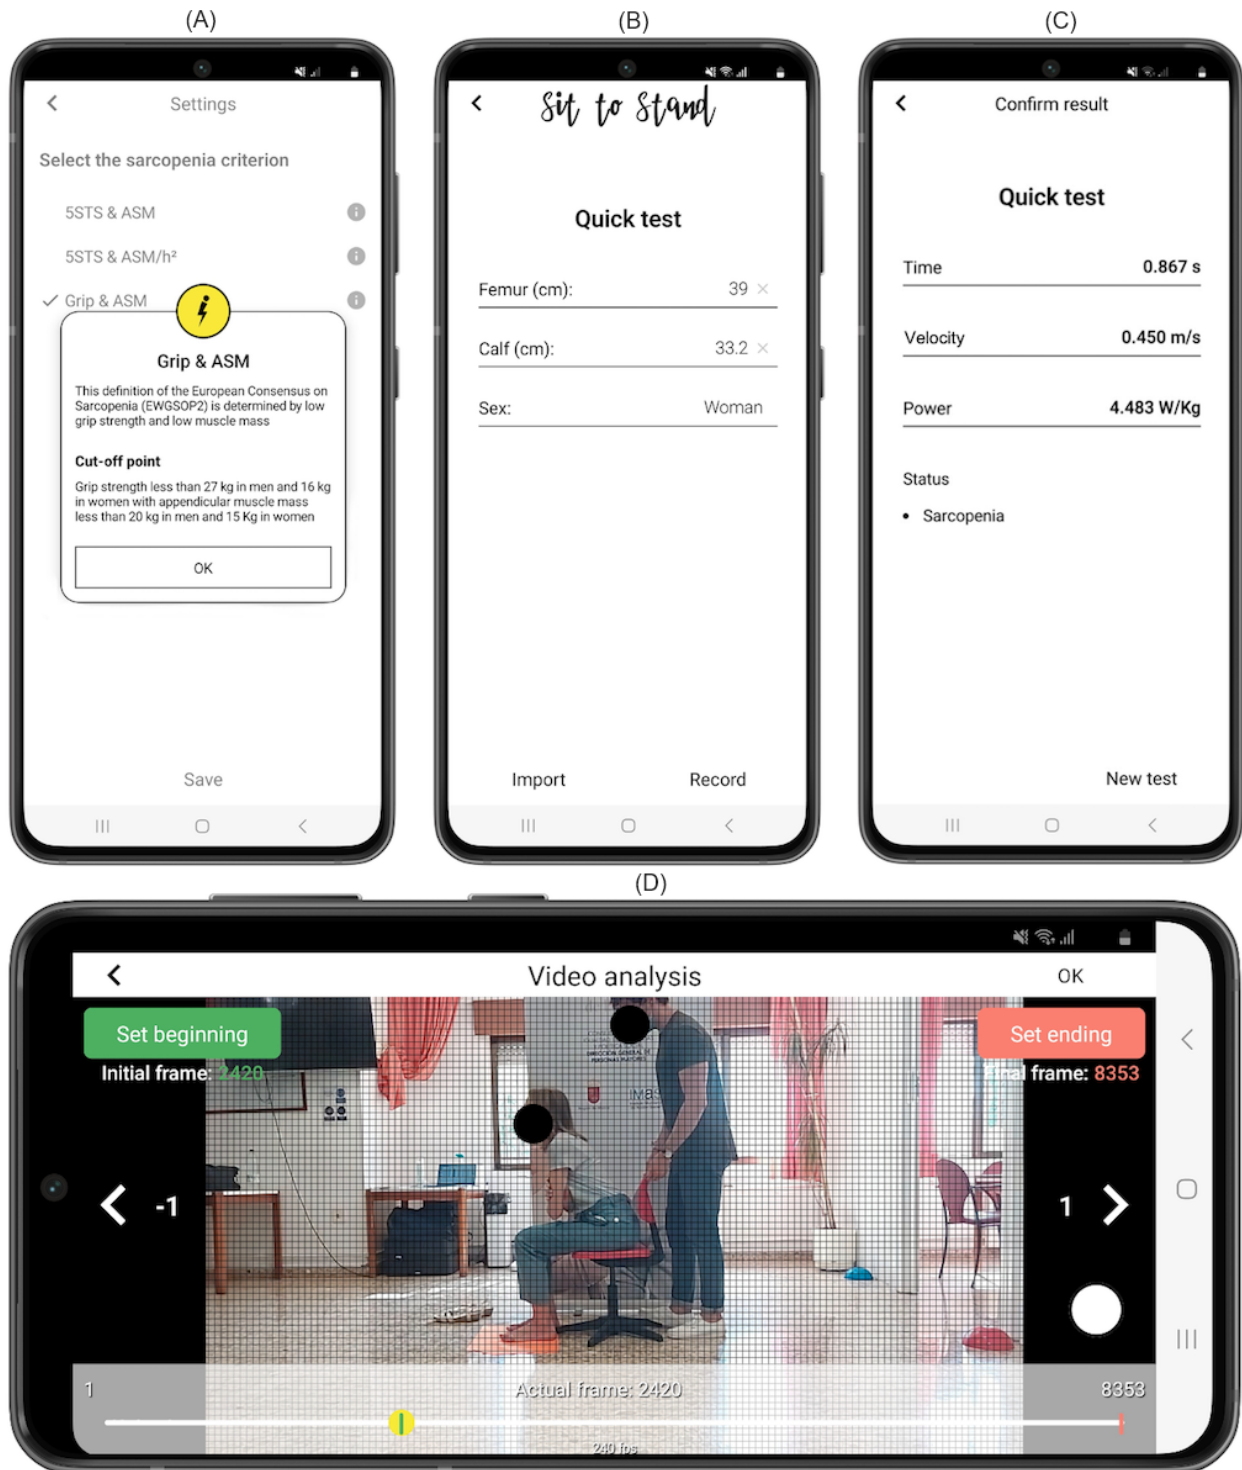 (A)
Settings
Select the sarcopenia criterion
5STS & ASM
5STS & ASM/h²
Grip & ASM
Grip & ASM
This definition of the European Consensus on
Sarcopenia (EWGSOP2) is determined by low
grip strength and low muscle mass
Cut-off point
Grip strength less than 27 kg in men and 16 kg
in women with appendicular muscle mass
less than 20 kg in men and 15 Kg in women
OK
Save
(B)
Sit to Stand
Quick test
Femur (cm): 39
Calf (cm): 33.2
Sex: Woman
Import Record
(C)
Confirm result
Quick test
Time 0.867 s
Velocity 0.450 m/s
Power 4.483 W/Kg
Status
• Sarcopenia
New test
(D)
Video analysis OK
Set beginning
Initial frame: 2420
Set ending
Final frame: 8353
DIRECCIÓN GENERAL DE
PERSONAS MAYORES
IMAS
-1
1
1 Actual frame: 2420 8353
240 fps